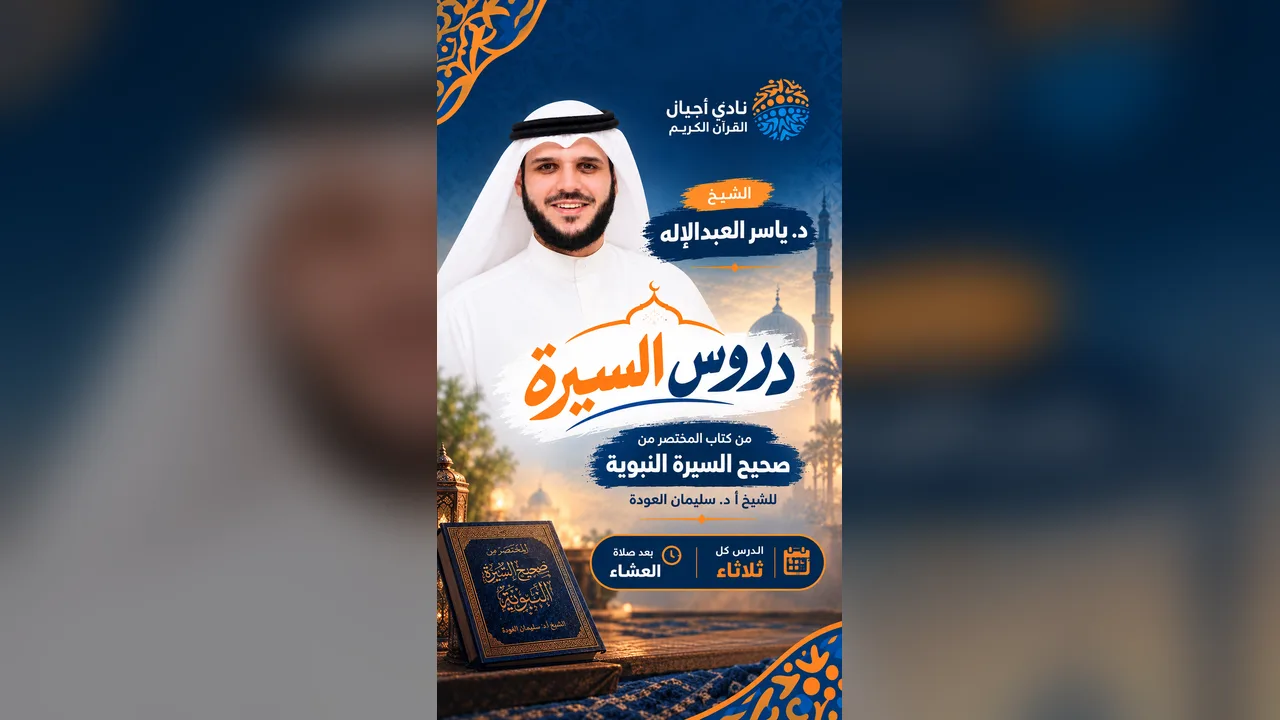 نادي أجيال
القرآن الكريم
الشيخ
د. ياسر العبدالإله
دروس السيرة
من كتاب المختصر من
صحيح السيرة النبوية
للشيخ أ د. سليمان العودة
الدرس كل
ثلاثاء
بعد صلاة
العشاء
المختصر من
صحيح السيرة
النبوية
الشيخ أ.د. سليمان العودة